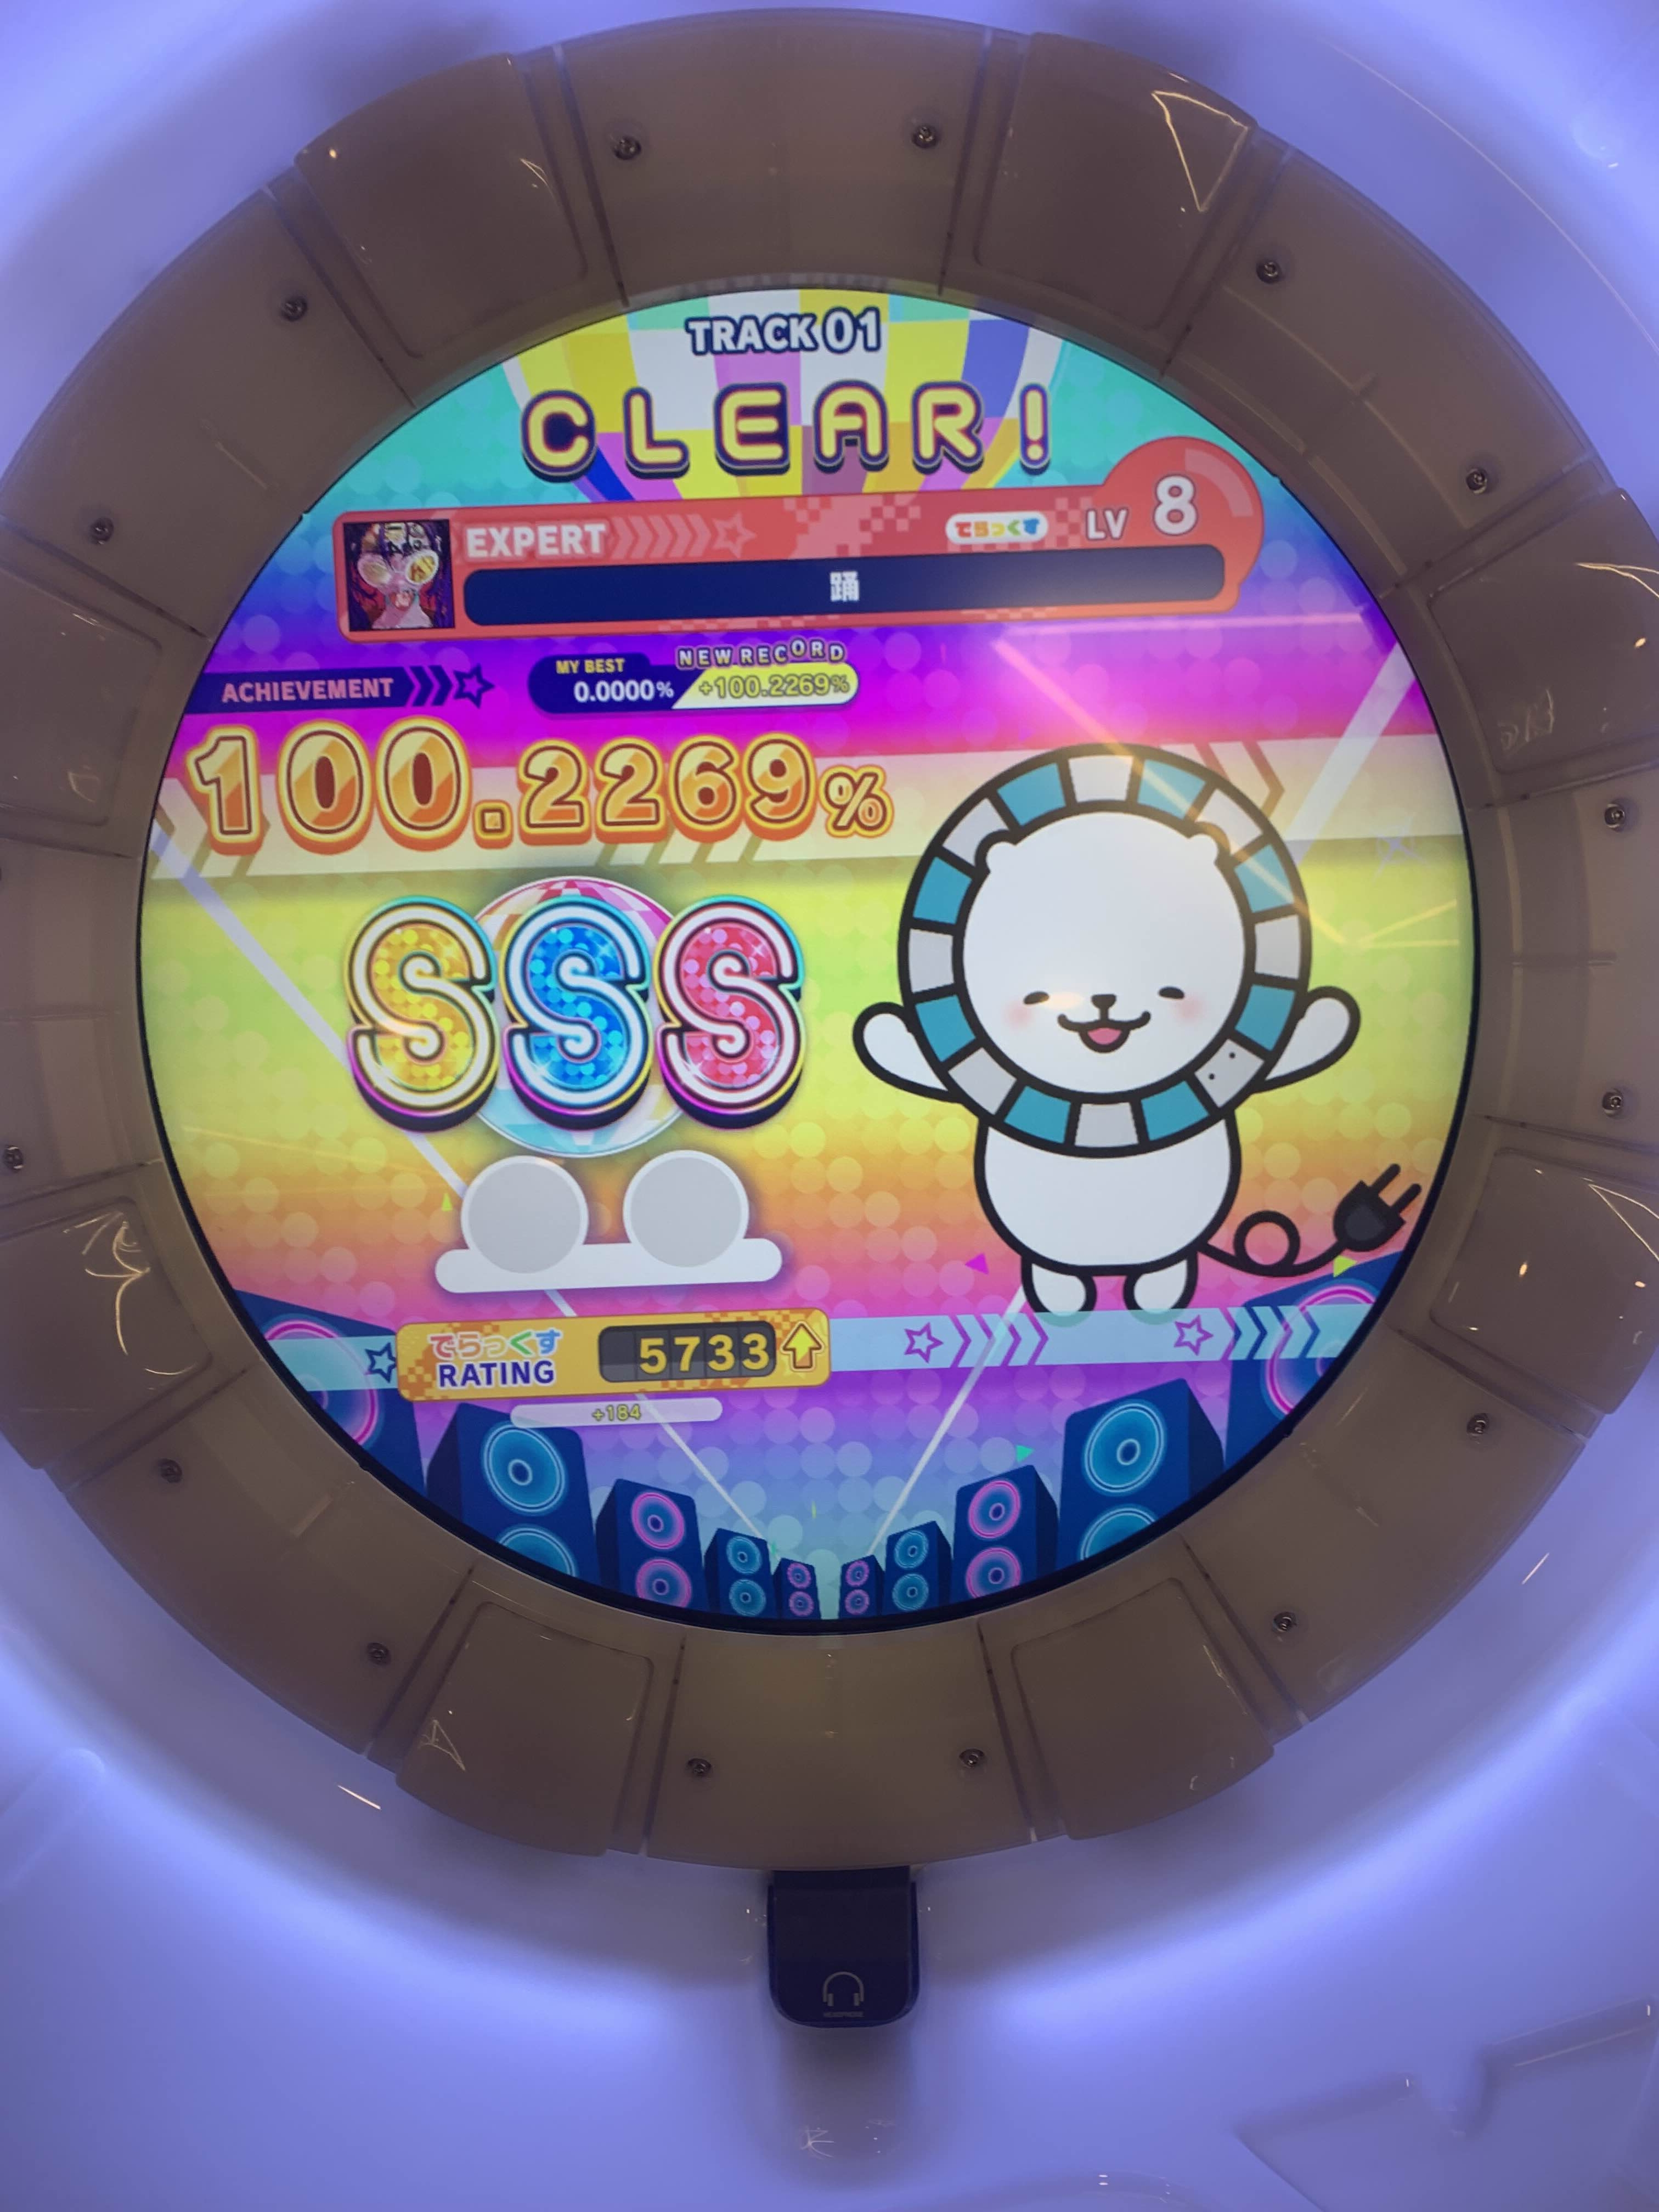 TRACK 01
CLEAR!
EXPERT でらっくす LV 8
踊
ACHIEVEMENT MY BEST 0.0000% NEW RECORD +100.2269%
100.2269%
SSS
でらっくす RATING 5733
+184